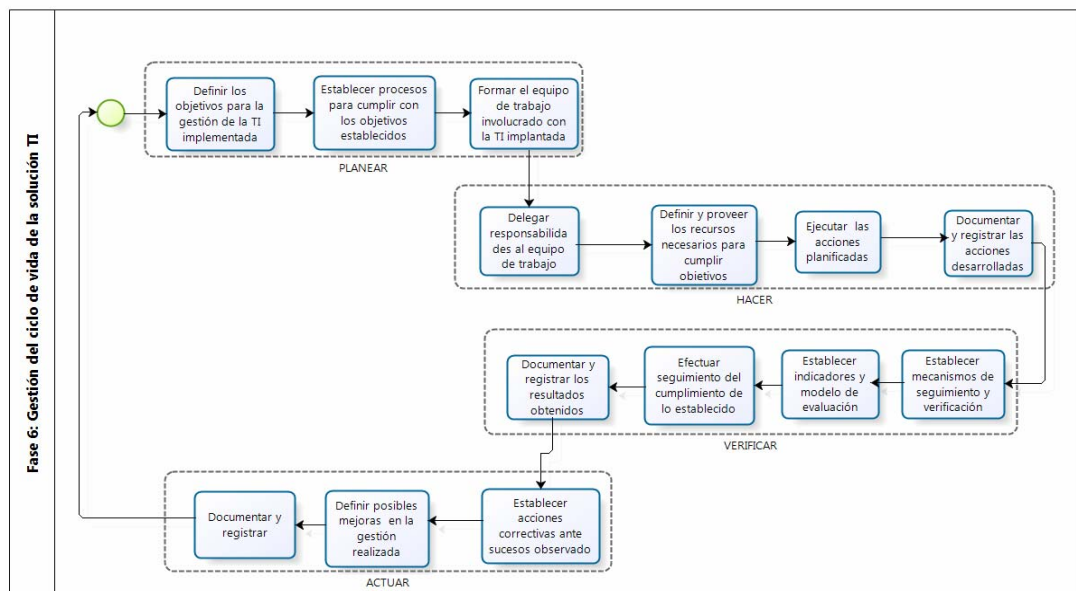 Fase 6: Gestión del ciclo de vida de la solución TI
Definir los
objetivos para la
gestión de la TI
implementada
Establecer procesos
para cumplir con
los objetivos
establecidos
Formar el equipo
de trabajo
involucrado con
la TI implantada
PLANEAR
Delegar
responsabilida
des al equipo
de trabajo
Definir y proveer
los recursos
necesarios para
cumplir
objetivos
Ejecutar las
acciones
planificadas
Documentar
y registrar las
acciones
desarrolladas
HACER
Establecer
mecanismos de
seguimiento y
verificación
Establecer
indicadores y
modelo de
evaluación
Efectuar
seguimiento del
cumplimiento de
lo establecido
Documentar y
registrar los
resultados
obtenidos
VERIFICAR
Establecer
acciones
correctivas ante
sucesos observado
Definir posibles
mejoras en la
gestión
realizada
Documentar y
registrar
ACTUAR